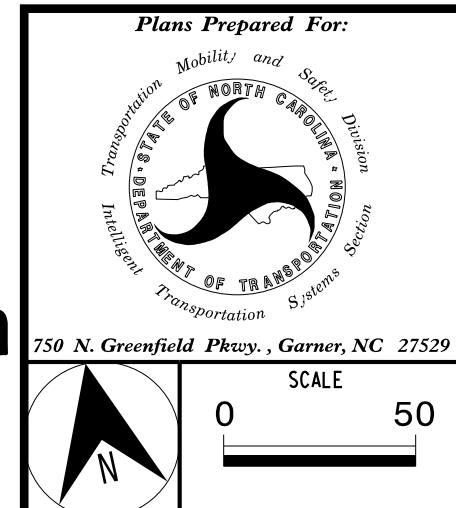 Plans Prepared For:
Transportation Mobility and Safety Division
STATE OF NORTH CAROLINA
DEPARTMENT OF TRANSPORTATION
Intelligent Transportation Systems Section
750 N. Greenfield Pkwy. , Garner, NC 27529
N
SCALE
0 50